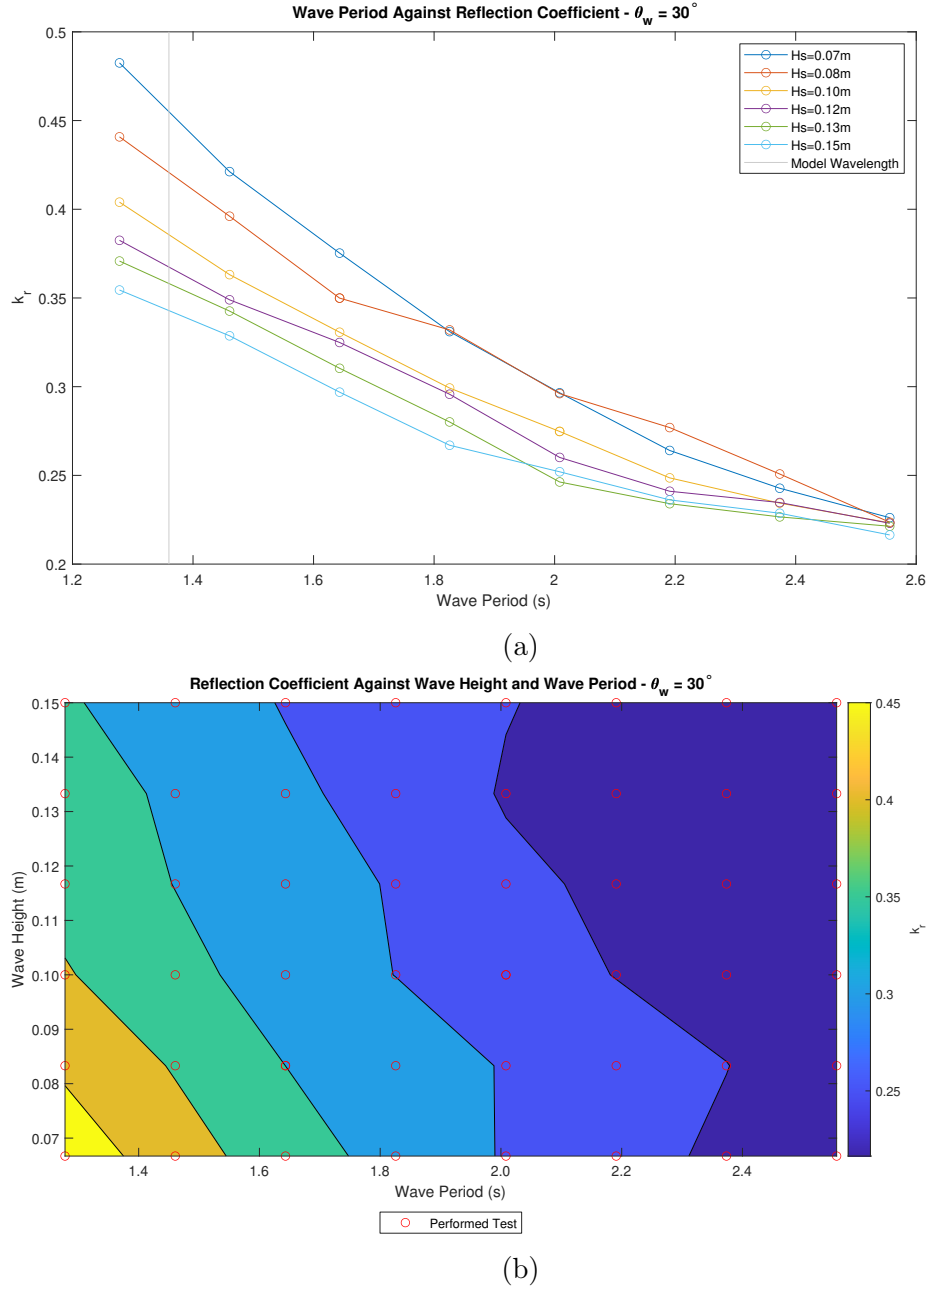 Wave Period Against Reflection Coefficient - θw = 30°
0.5
0.45
0.4
0.35
0.3
0.25
0.2
kr
Hs=0.07m
Hs=0.08m
Hs=0.10m
Hs=0.12m
Hs=0.13m
Hs=0.15m
Model Wavelength
1.2 1.4 1.6 1.8 2 2.2 2.4 2.6
Wave Period (s)
(a)
Reflection Coefficient Against Wave Height and Wave Period - θw = 30°
0.15
0.14
0.13
0.12
0.11
0.10
0.09
0.08
0.07
Wave Height (m)
0.45
0.4
0.35
0.3
0.25
kr
1.4 1.6 1.8 2.0 2.2 2.4
Wave Period (s)
Performed Test
(b)